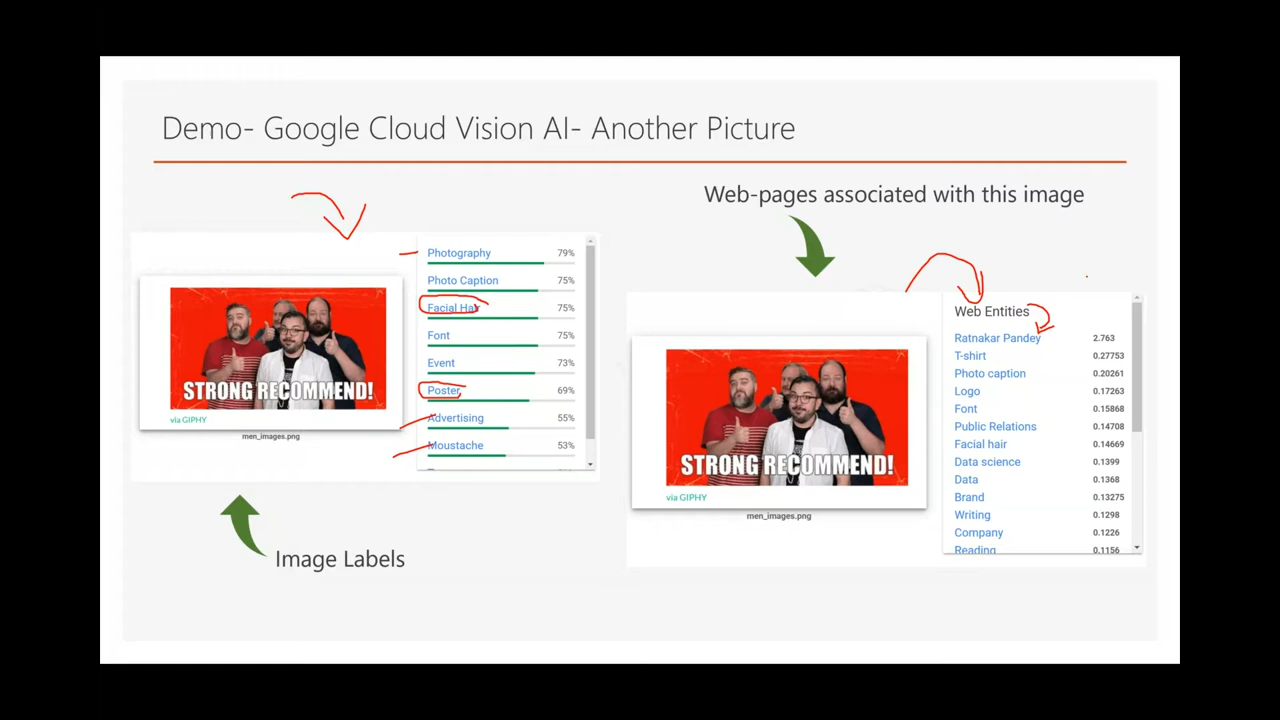 Demo- Google Cloud Vision AI- Another Picture
Web-pages associated with this image
Photography 79%
Photo Caption 75%
Facial Hair 75%
Font 75%
Event 73%
Poster 69%
Advertising 55%
Moustache 53%
STRONG RECOMMEND!
via GIPHY
men_images.png
Image Labels
Web Entities
Ratnakar Pandey 2.763
T-shirt 0.27753
Photo caption 0.20261
Logo 0.17263
Font 0.15868
Public Relations 0.14708
Facial hair 0.14669
Data science 0.1399
Data 0.1368
Brand 0.13275
Writing 0.1298
Company 0.1226
Reading 0.1156
STRONG RECOMMEND!
via GIPHY
men_images.png